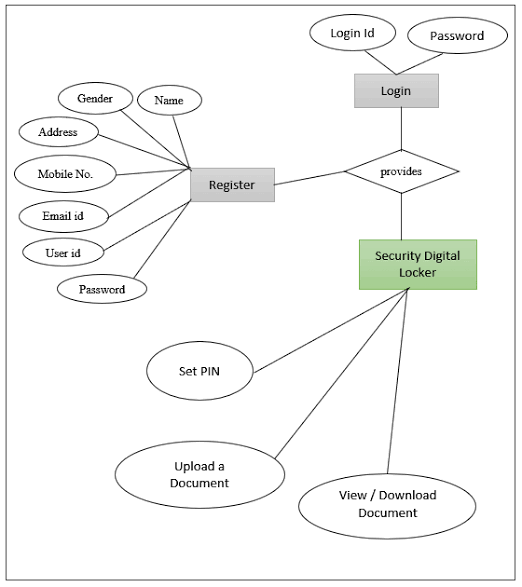 Login Id
Password
Login
Gender
Name
Address
Mobile No.
Email id
User id
Password
Register
provides
Security Digital
Locker
Set PIN
Upload a
Document
View / Download
Document